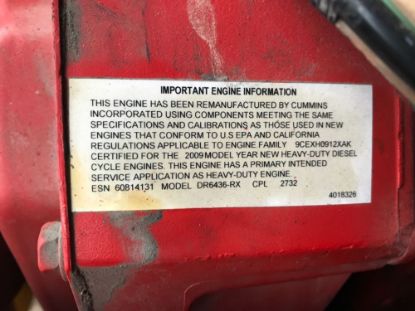 IMPORTANT ENGINE INFORMATION
THIS ENGINE HAS BEEN REMANUFACTURED BY CUMMINS
INCORPORATED USING COMPONENTS MEETING THE SAME
SPECIFICATIONS AND CALIBRATIONS AS THOSE USED IN NEW
ENGINES THAT CONFORM TO U.S EPA AND CALIFORNIA
REGULATIONS APPLICABLE TO ENGINE FAMILY 9CEXH0912XAK
CERTIFIED FOR THE 2009 MODEL YEAR NEW HEAVY-DUTY DIESEL
CYCLE ENGINES. THIS ENGINE HAS A PRIMARY INTENDED
SERVICE APPLICATION AS HEAVY-DUTY ENGINE.
ESN 60814131 MODEL DR6436-RX CPL 2732
4018326